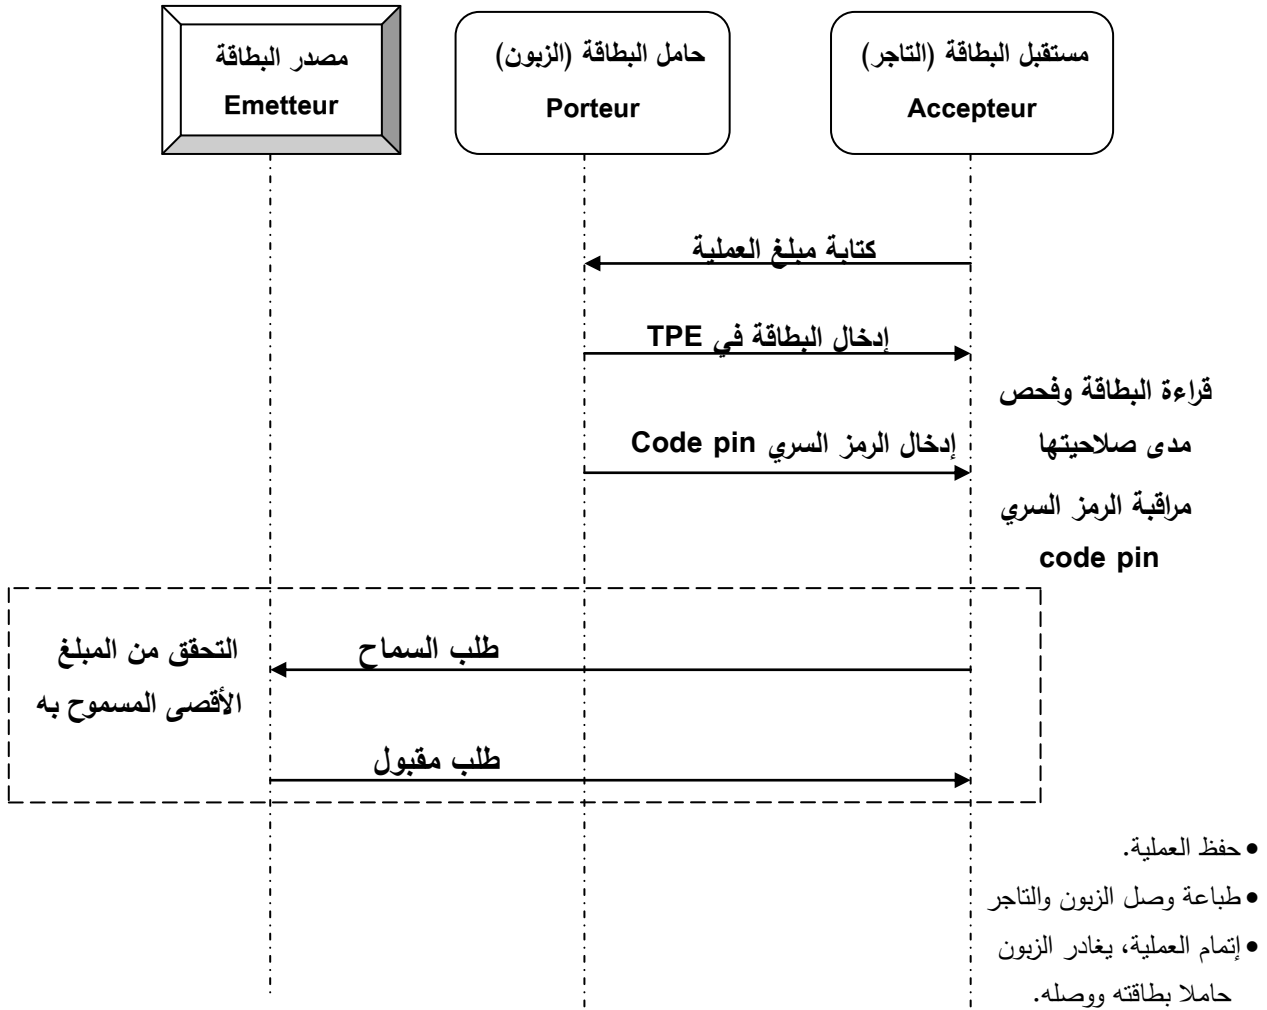 مستقبل البطاقة (التاجر)
Accepteur
حامل البطاقة (الزبون)
Porteur
مصدر البطاقة
Emetteur
كتابة مبلغ العملية
إدخال البطاقة في TPE
قراءة البطاقة وفحص
مدى صلاحيتها
إدخال الرمز السري Code pin
مراقبة الرمز السري
code pin
طلب السماح
التحقق من المبلغ
الأقصى المسموح به
طلب مقبول
• حفظ العملية.
• طباعة وصل الزبون والتاجر
• إتمام العملية، يغادر الزبون
حاملا بطاقته ووصله.